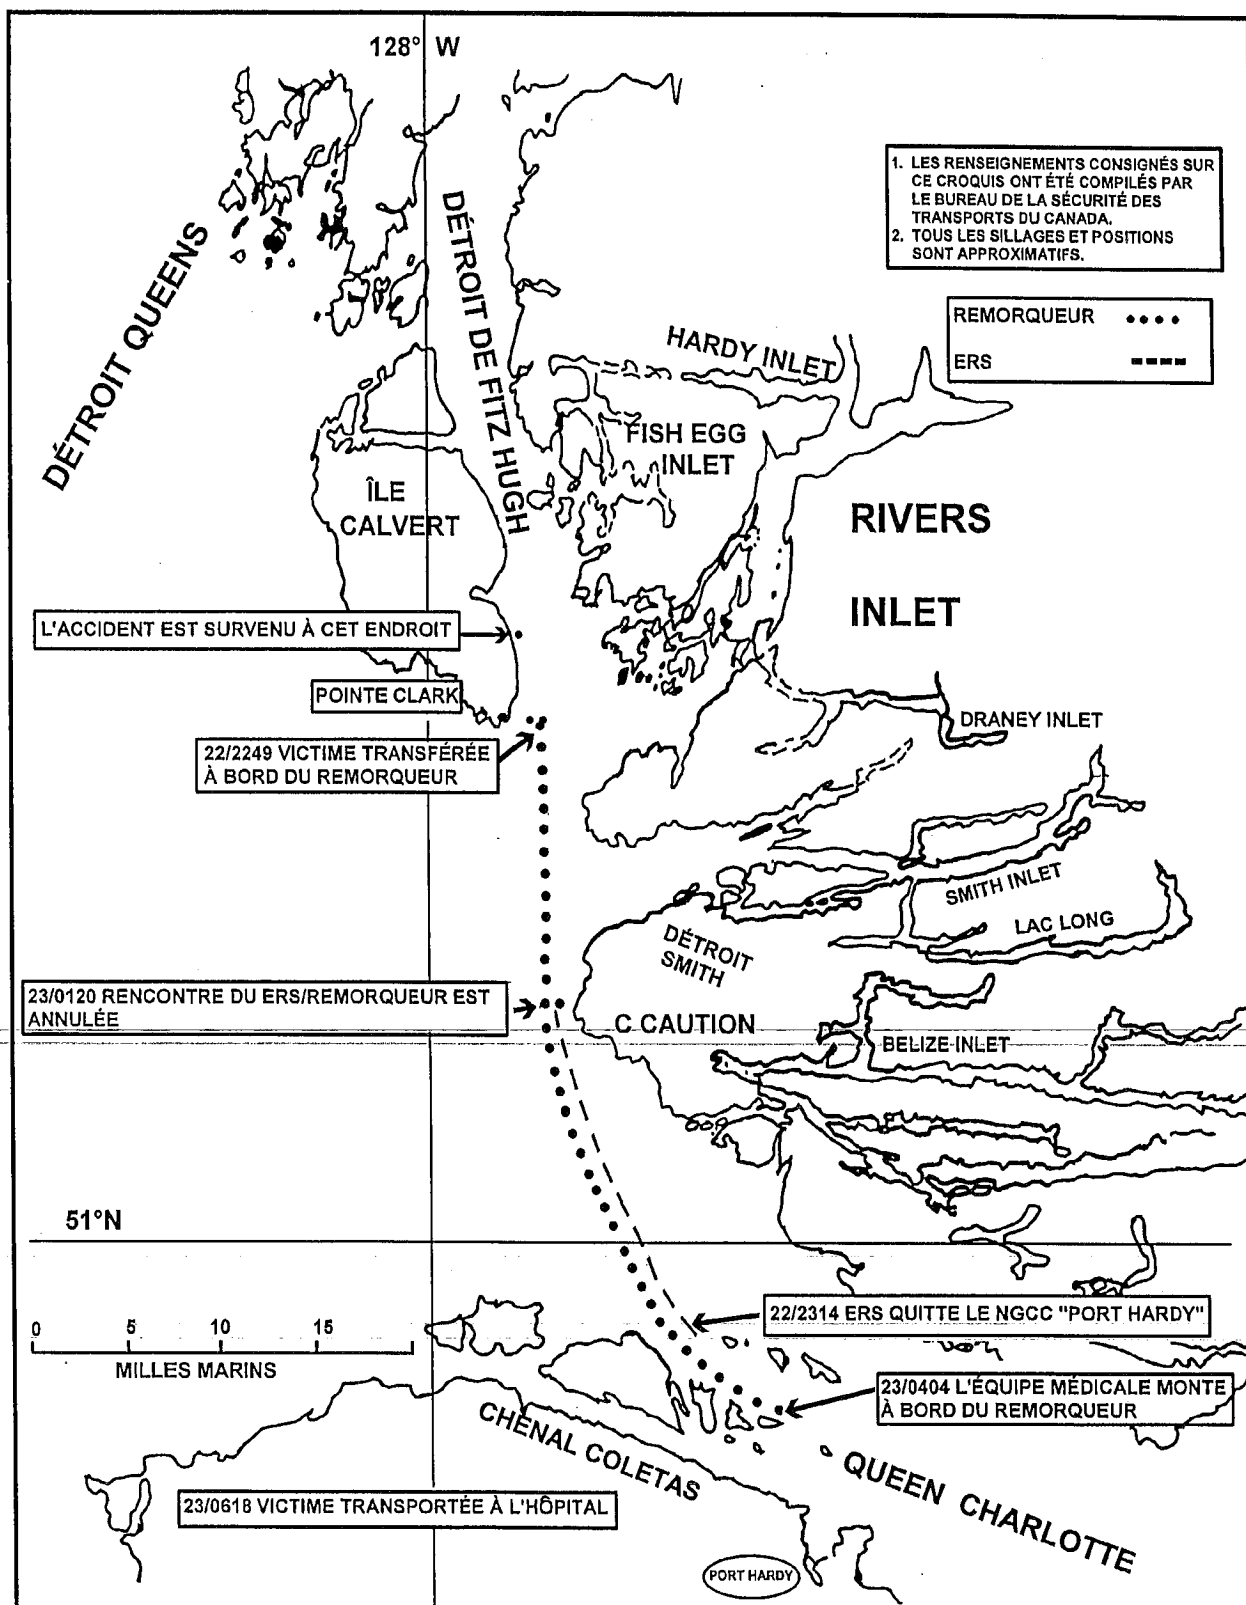 128° W
1. LES RENSEIGNEMENTS CONSIGNÉS SUR
CE CROQUIS ONT ÉTÉ COMPILÉS PAR
LE BUREAU DE LA SÉCURITÉ DES
TRANSPORTS DU CANADA.
2. TOUS LES SILLAGES ET POSITIONS
SONT APPROXIMATIFS.
REMORQUEUR
ERS
DÉTROIT QUEENS
DÉTROIT DE FITZ HUGH
HARDY INLET
FISH EGG
INLET
ÎLE
CALVERT
RIVERS
INLET
L'ACCIDENT EST SURVENU À CET ENDROIT
POINTE CLARK
DRANEY INLET
22/2249 VICTIME TRANSFÉRÉE
À BORD DU REMORQUEUR
SMITH INLET
LAC LONG
DÉTROIT
SMITH
23/0120 RENCONTRE DU ERS/REMORQUEUR EST
ANNULÉE
C CAUTION
BELIZE INLET
51°N
22/2314 ERS QUITTE LE NGCC "PORT HARDY"
0 5 10 15
MILLES MARINS
23/0404 L'ÉQUIPE MÉDICALE MONTE
À BORD DU REMORQUEUR
CHENAL COLETAS
QUEEN CHARLOTTE
23/0618 VICTIME TRANSPORTÉE À L'HÔPITAL
PORT HARDY